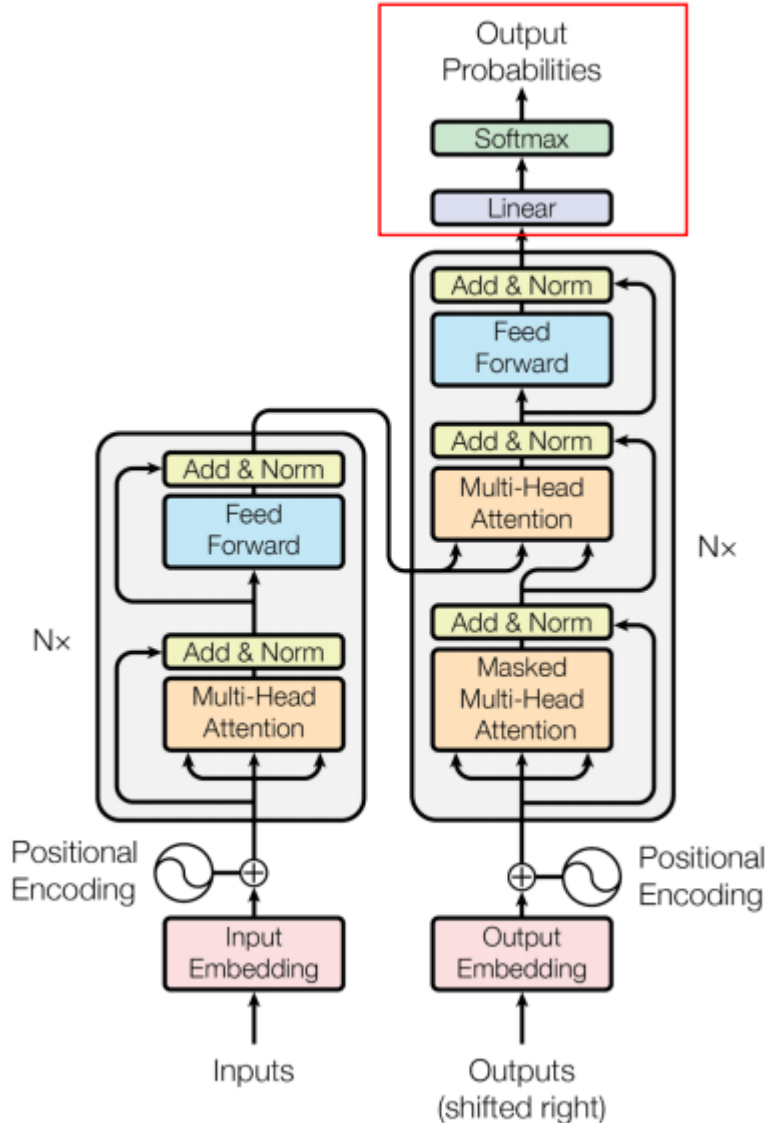 Output
Probabilities
Softmax
Linear
Add & Norm
Feed
Forward
Add & Norm
Multi-Head
Attention
Add & Norm
Masked
Multi-Head
Attention
Nx
Add & Norm
Feed
Forward
Add & Norm
Multi-Head
Attention
Nx
Positional
Encoding
Positional
Encoding
Input
Embedding
Output
Embedding
Inputs
Outputs
(shifted right)